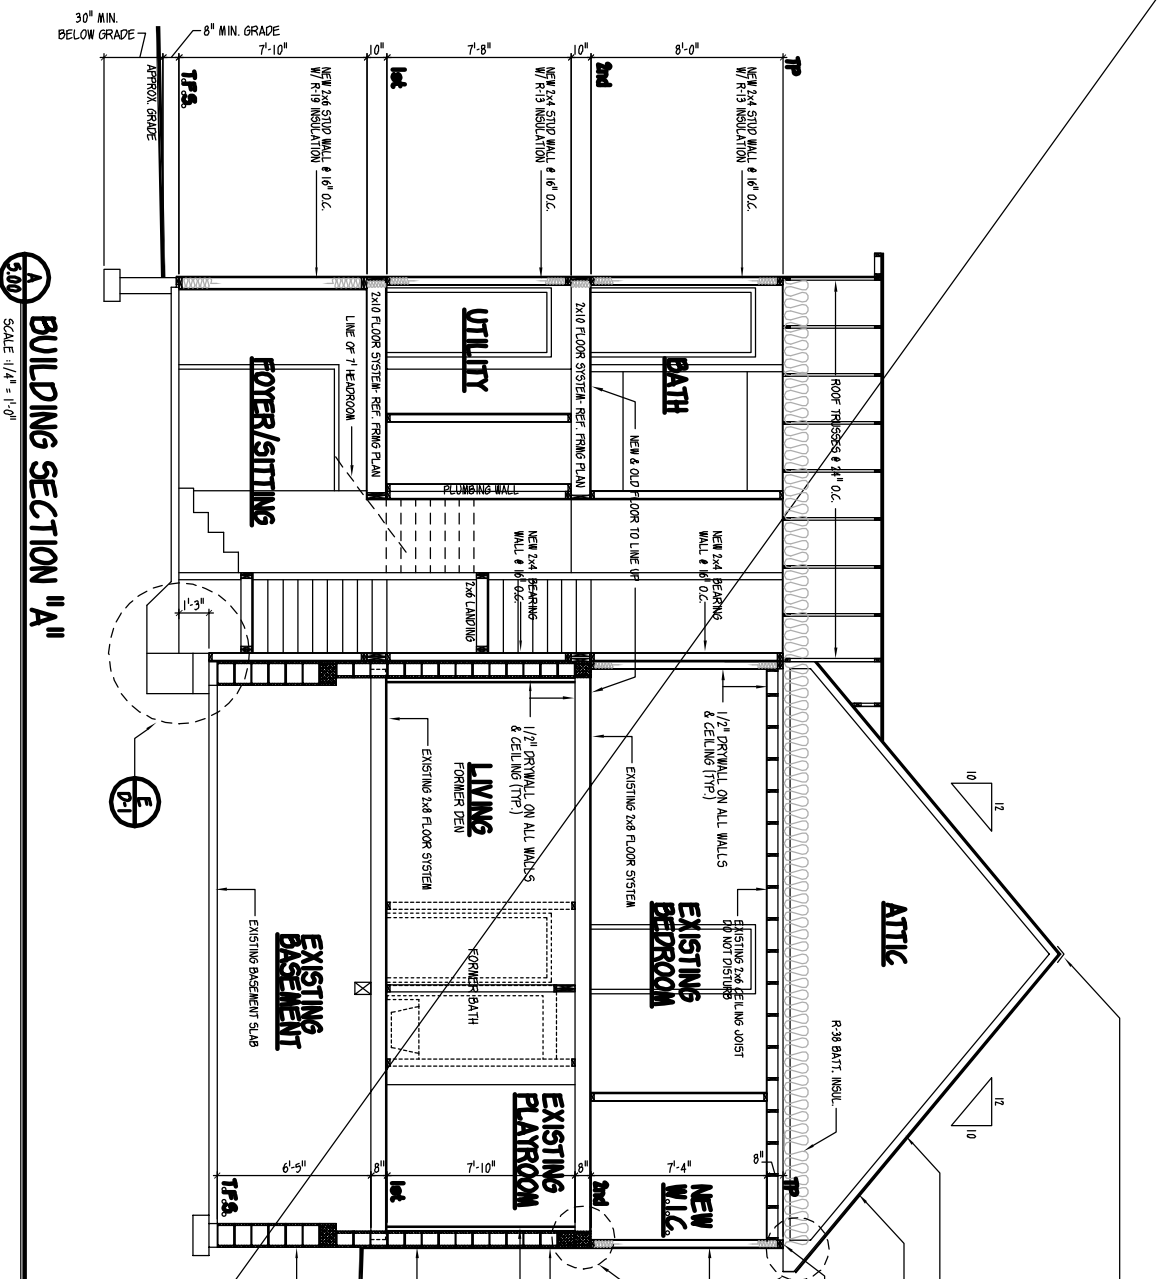 30" MIN.
BELOW GRADE
8" MIN. GRADE
7'-10"
10"
7'-8"
10"
8'-0"
APPROX. GRADE
T.F.S.
1st
2nd
TP
NEW 2x6 STUD WALL @ 16" O.C.
W/ R-19 INSULATION
NEW 2x4 STUD WALL @ 16" O.C.
W/ R-13 INSULATION
NEW 2x4 STUD WALL @ 16" O.C.
W/ R-13 INSULATION
A
5.00
BUILDING SECTION "A"
SCALE :1/4" = 1'-0"
FOYER/SITTING
LINE OF 7' HEADROOM
2x10 FLOOR SYSTEM- REF. FRMG PLAN
UTILITY
2x10 FLOOR SYSTEM- REF. FRMG PLAN
BATH
NEW & OLD FLOOR TO LINE UP
ROOF TRUSSES @ 24" O.C.
PLUMBING WALL
NEW 2x4 BEARING
WALL @ 16" O.C.
NEW 2x4 BEARING
WALL @ 16" O.C.
2x6 LANDING
1'-3"
E
D-1
1/2" DRYWALL ON ALL WALLS
& CEILING (TYP.)
1/2" DRYWALL ON ALL WALLS
& CEILING (TYP.)
LIVING
FORMER DEN
EXISTING 2x8 FLOOR SYSTEM
EXISTING 2x8 FLOOR SYSTEM
10
12
ATTIC
EXISTING
BEDROOM
EXISTING 2x6 CEILING JOIST
DO NOT DISTURB
EXISTING
BASEMENT
EXISTING BASEMENT SLAB
FORMER BATH
R-38 BATT. INSUL.
12
10
EXISTING
PLAYROOM
NEW
W.I.C.
6'-5"
8"
7'-10"
8"
7'-4"
8"
T.F.S.
1st
2nd
TP